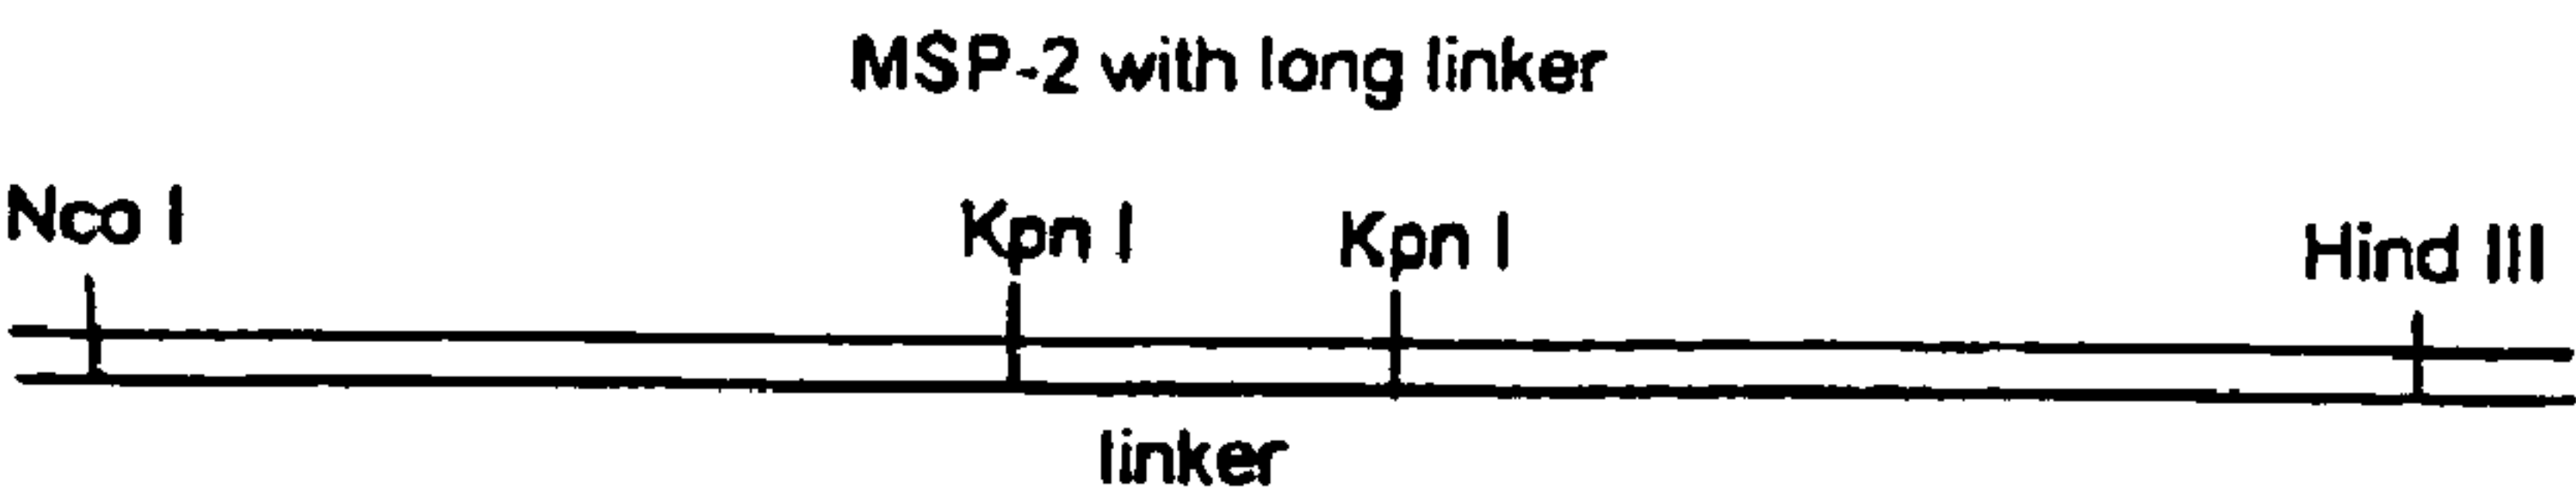 MSP-2 with long linker
Nco I Kpn I Kpn I Hind III
linker